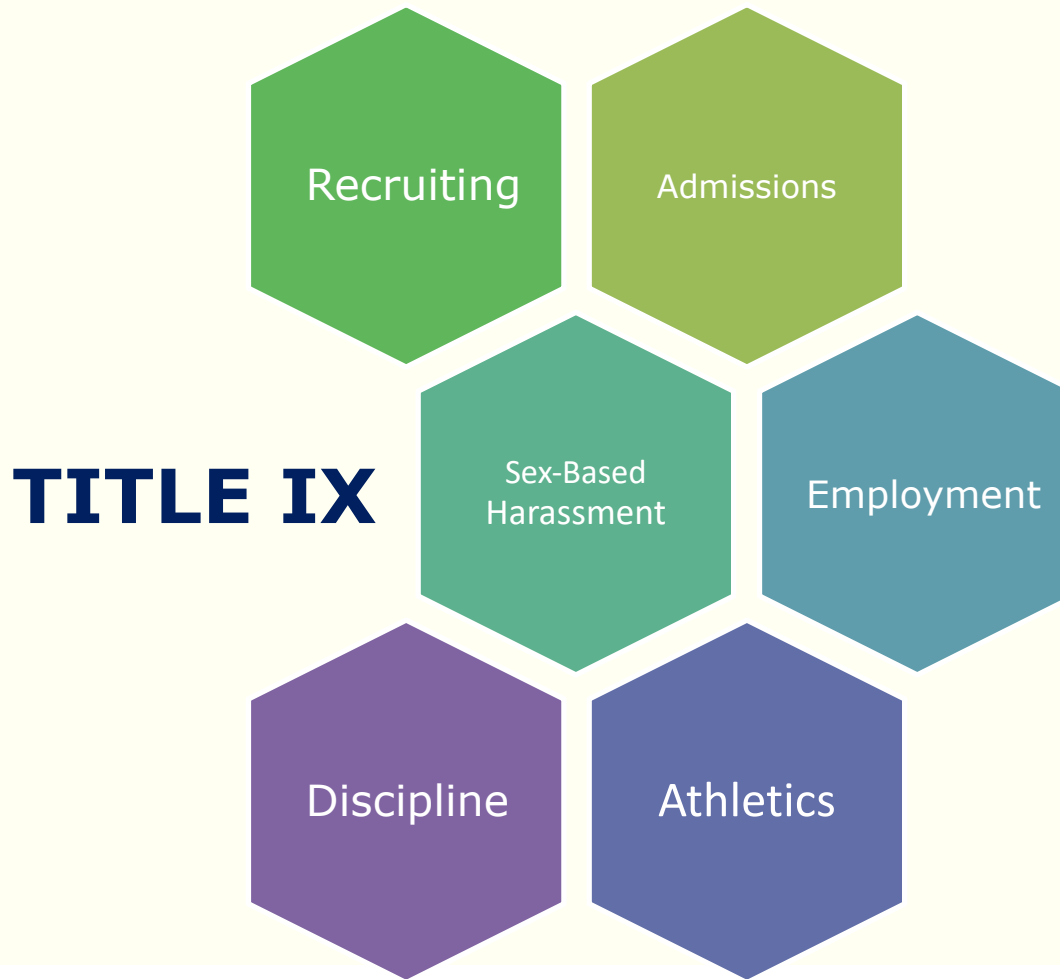 Recruiting
Admissions
TITLE IX
Sex-Based
Harassment
Employment
Discipline
Athletics